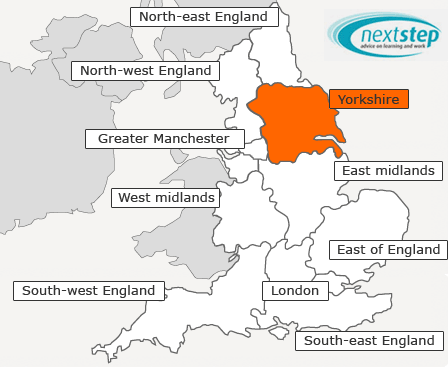 North-east England
nextstep
advice on learning and work
North-west England
Yorkshire
Greater Manchester
East midlands
West midlands
East of England
South-west England
London
South-east England